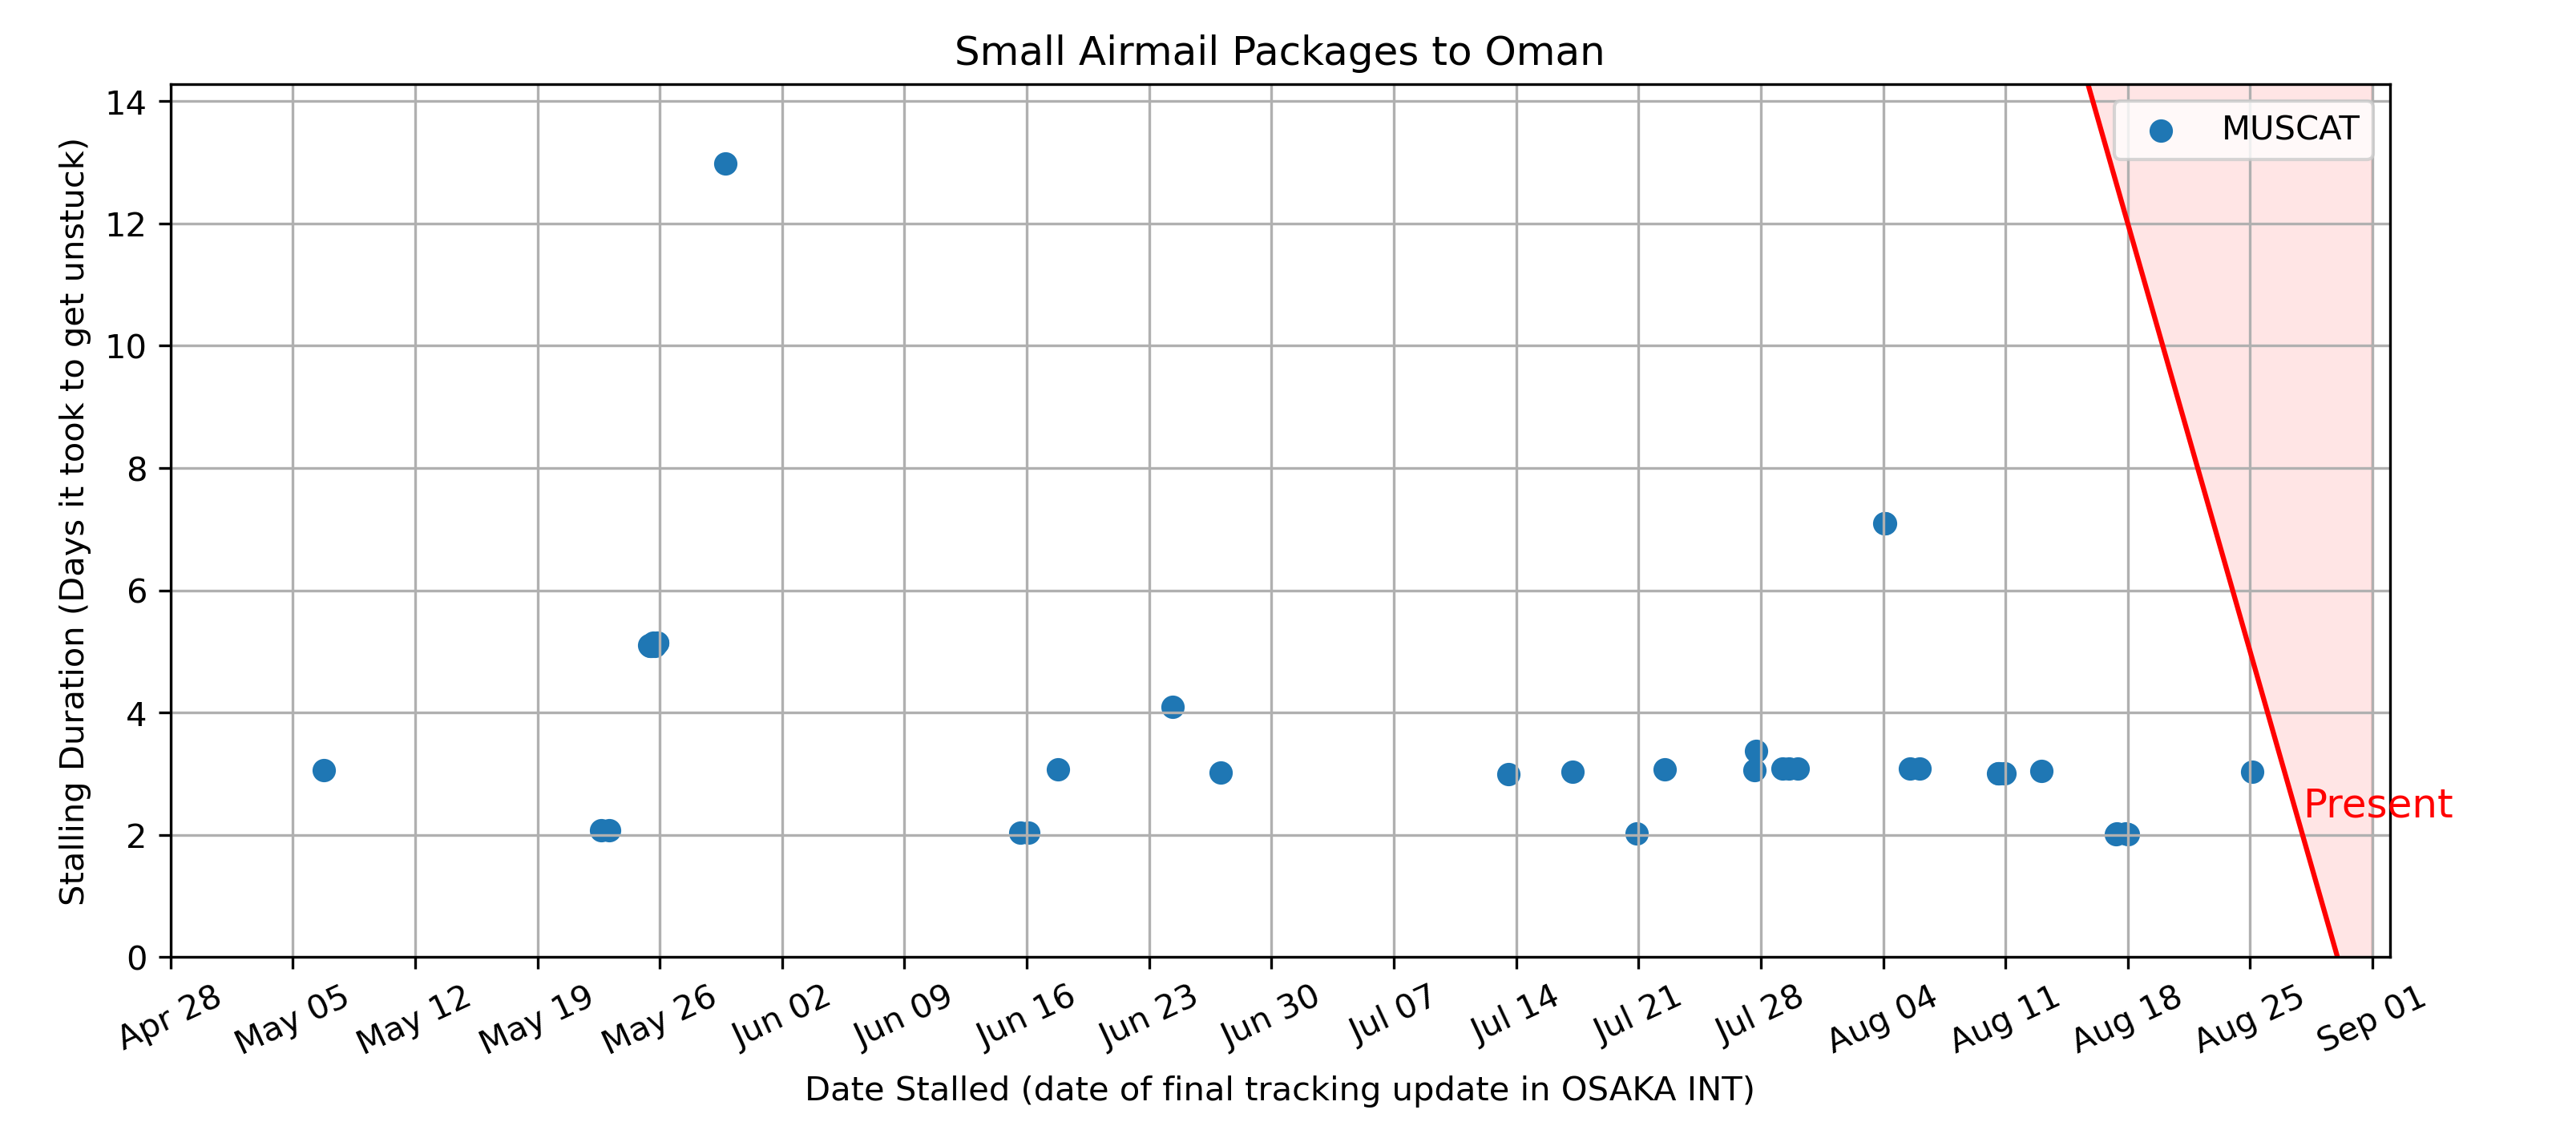 Small Airmail Packages to Oman
MUSCAT
Stalling Duration (Days it took to get unstuck)
14
12
10
8
6
4
2
0
Present
Apr 28
May 05
May 12
May 19
May 26
Jun 02
Jun 09
Jun 16
Jun 23
Jun 30
Jul 07
Jul 14
Jul 21
Jul 28
Aug 04
Aug 11
Aug 18
Aug 25
Sep 01
Date Stalled (date of final tracking update in OSAKA INT)